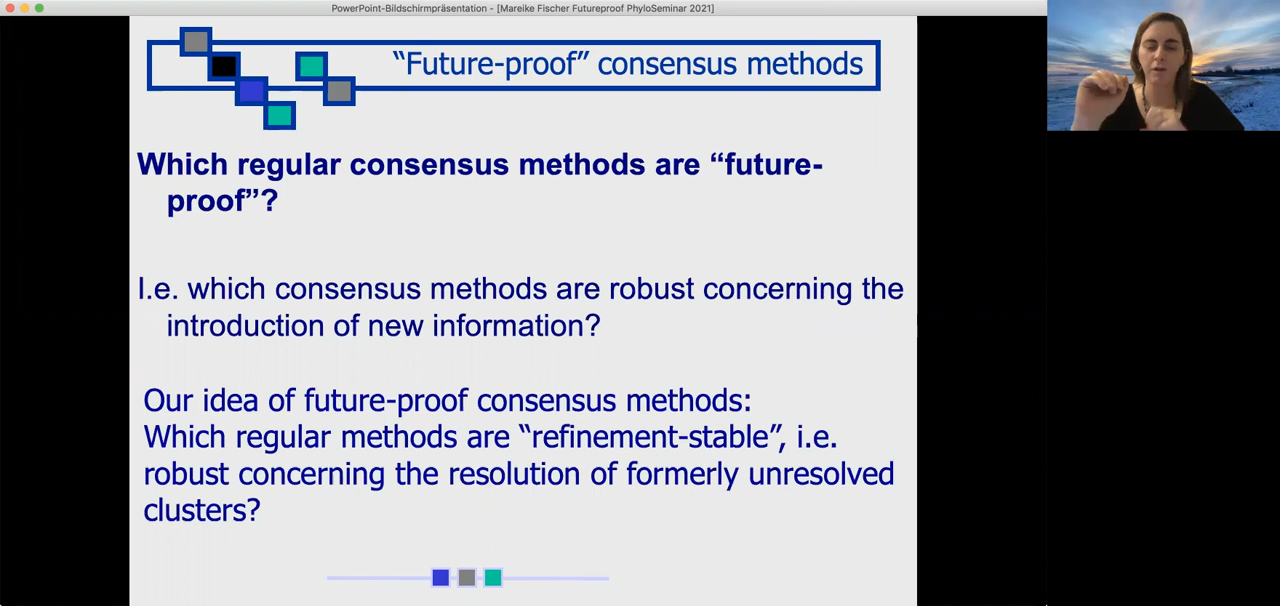 PowerPoint-Bildschirmpräsentation - [Mareike Fischer Futureproof PhyloSeminar 2021]
“Future-proof” consensus methods
Which regular consensus methods are “future-
proof”?
I.e. which consensus methods are robust concerning the
introduction of new information?
Our idea of future-proof consensus methods:
Which regular methods are “refinement-stable”, i.e.
robust concerning the resolution of formerly unresolved
clusters?